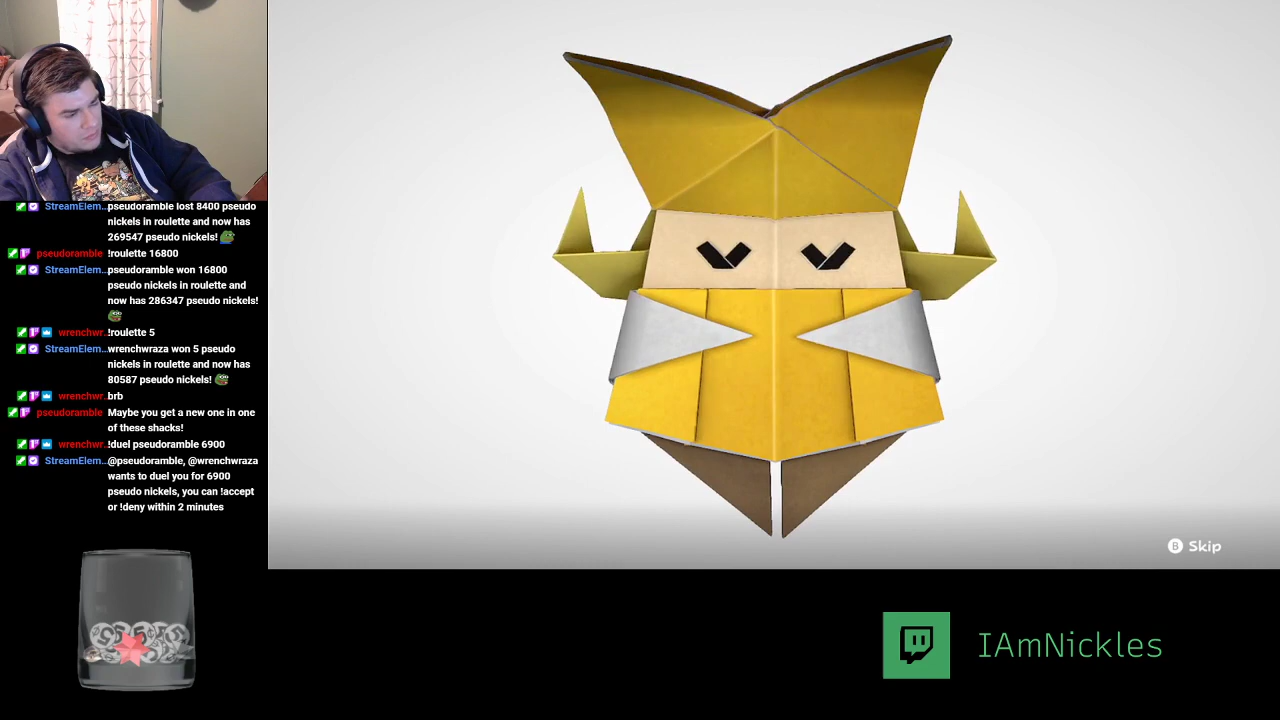 StreamElem... pseudoramble lost 8400 pseudo
nickels in roulette and now has
269547 pseudo nickels!
pseudoramble !roulette 16800
StreamElem... pseudoramble won 16800
pseudo nickels in roulette and
now has 286347 pseudo nickels!
wrenchwr... !roulette 5
StreamElem... wrenchwraza won 5 pseudo
nickels in roulette and now has
80587 pseudo nickels!
wrenchwr... brb
pseudoramble Maybe you get a new one in one
of these shacks!
wrenchwr... !duel pseudoramble 6900
StreamElem... @pseudoramble, @wrenchwraza
wants to duel you for 6900
pseudo nickels, you can !accept
or !deny within 2 minutes
B Skip
IAmNickles